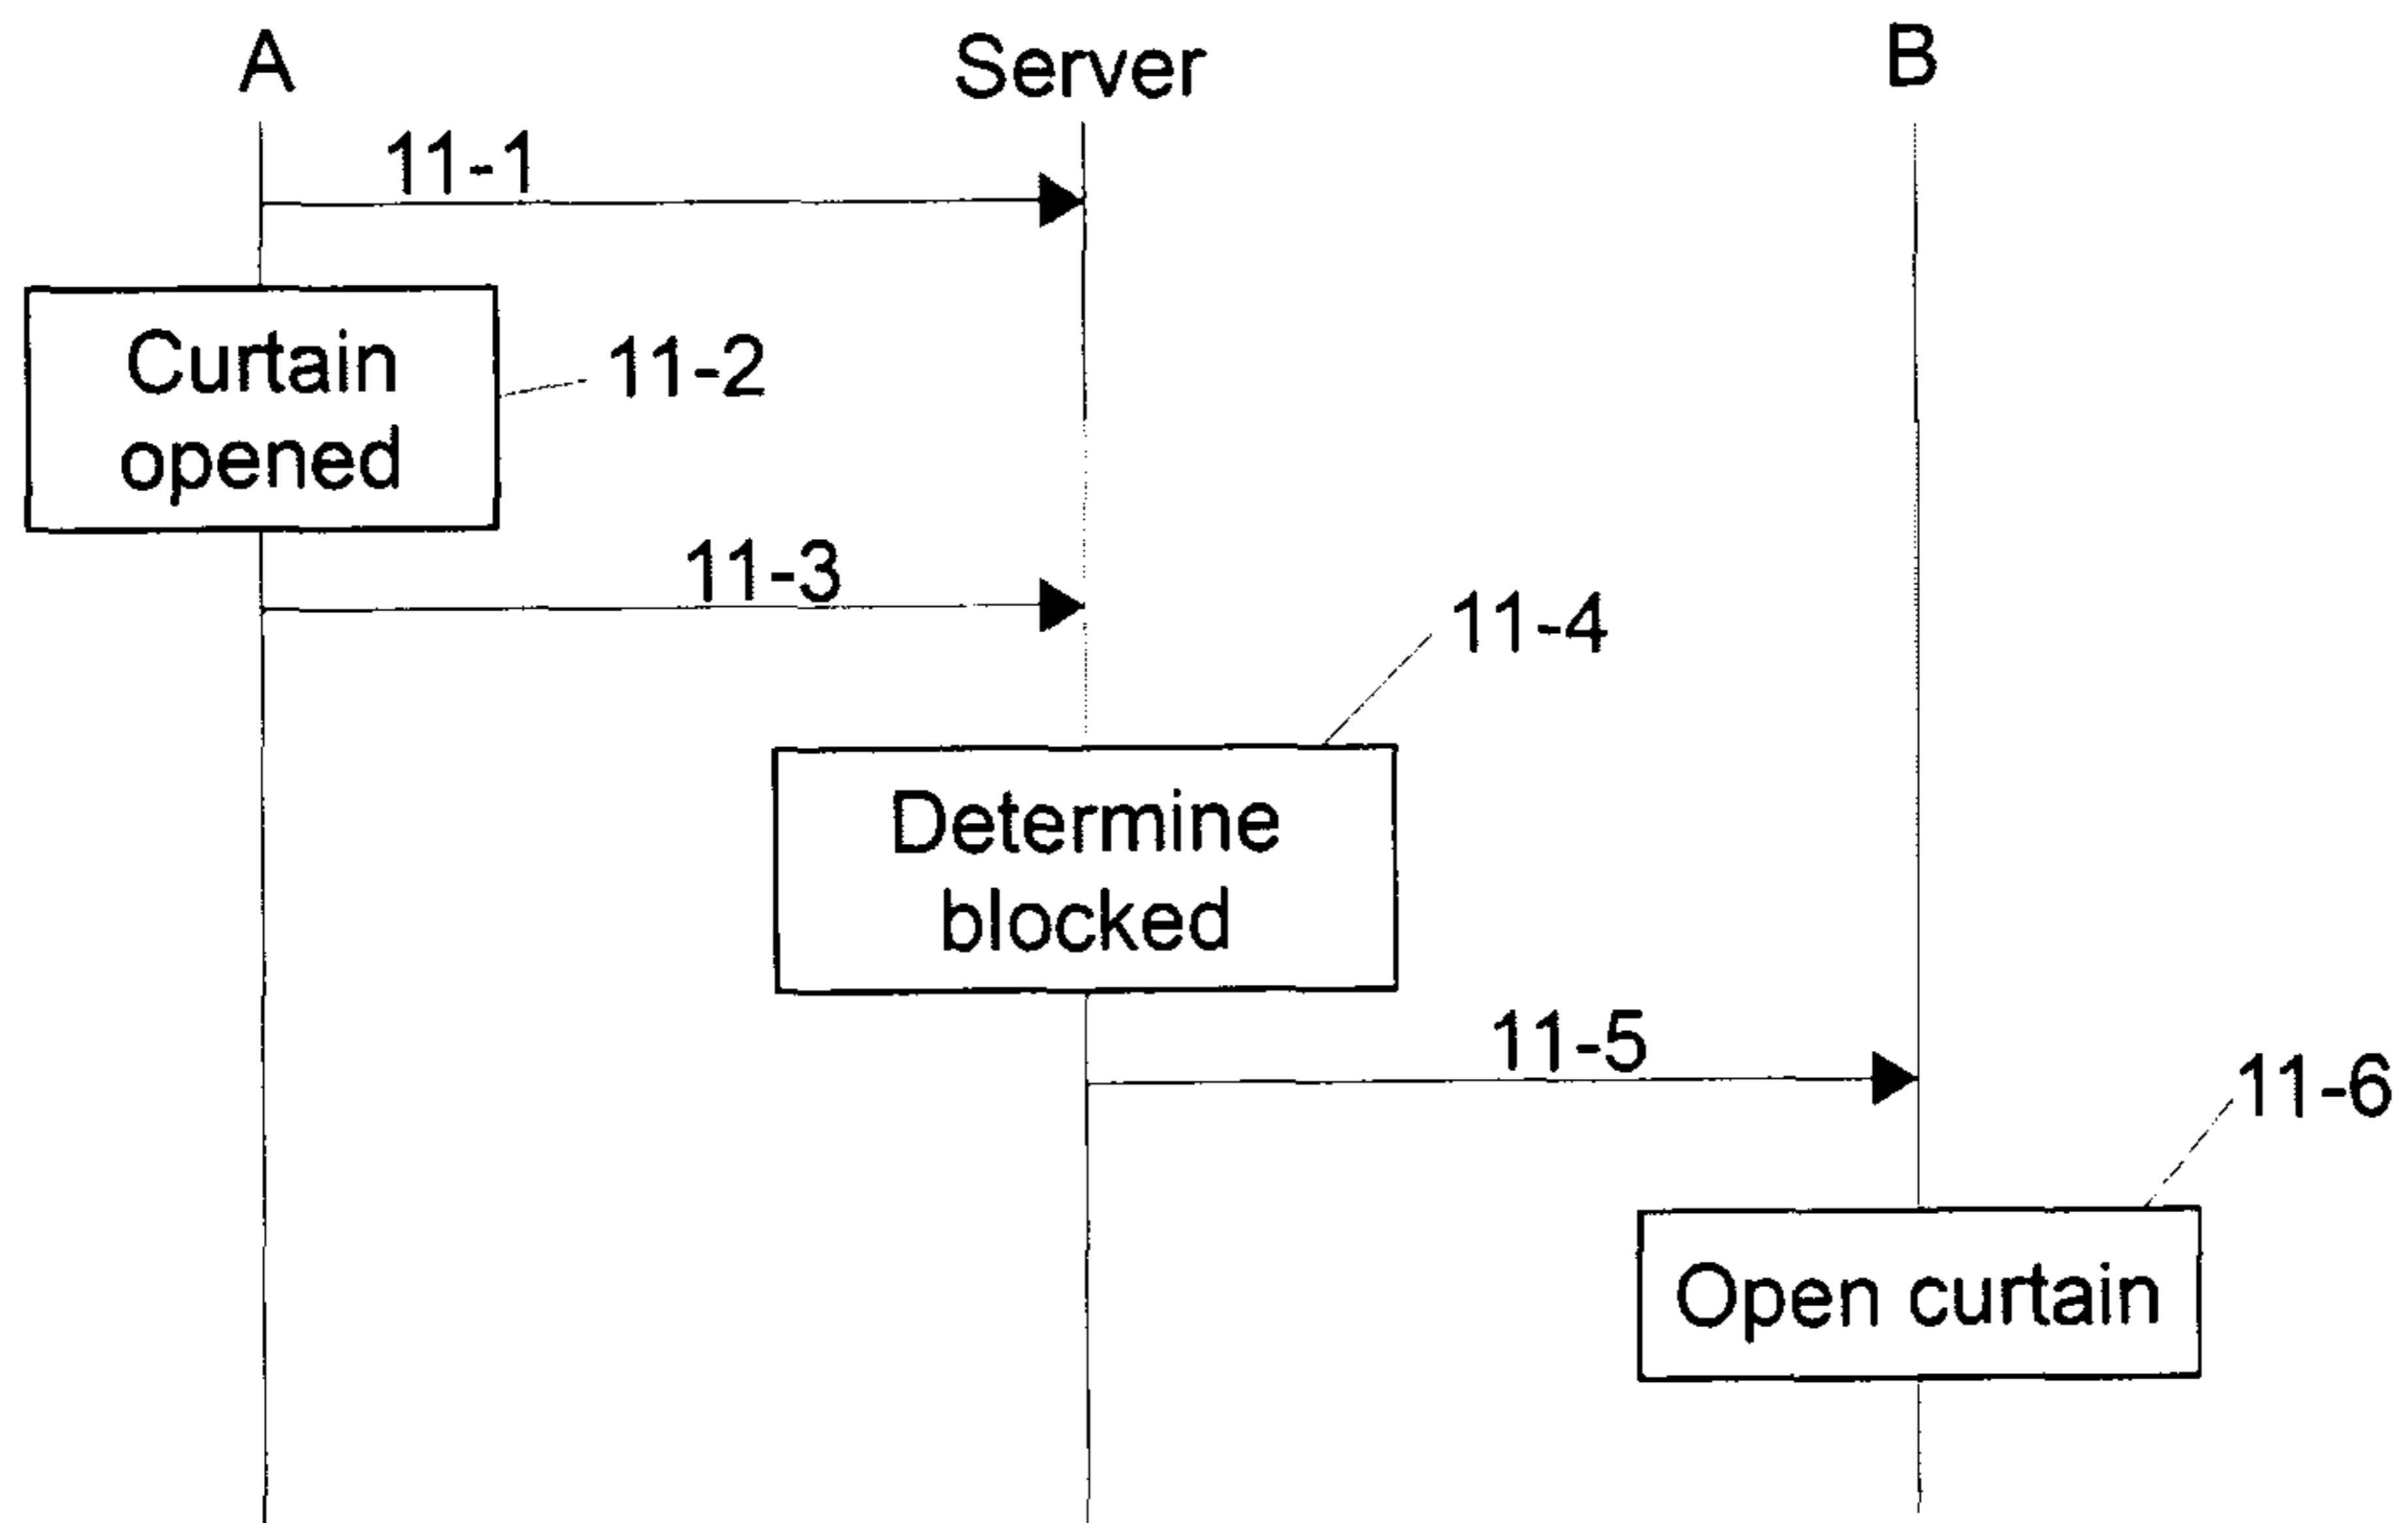 A
Server
B
11-1
Curtain
opened
11-2
11-3
11-4
Determine
blocked
11-5
11-6
Open curtain